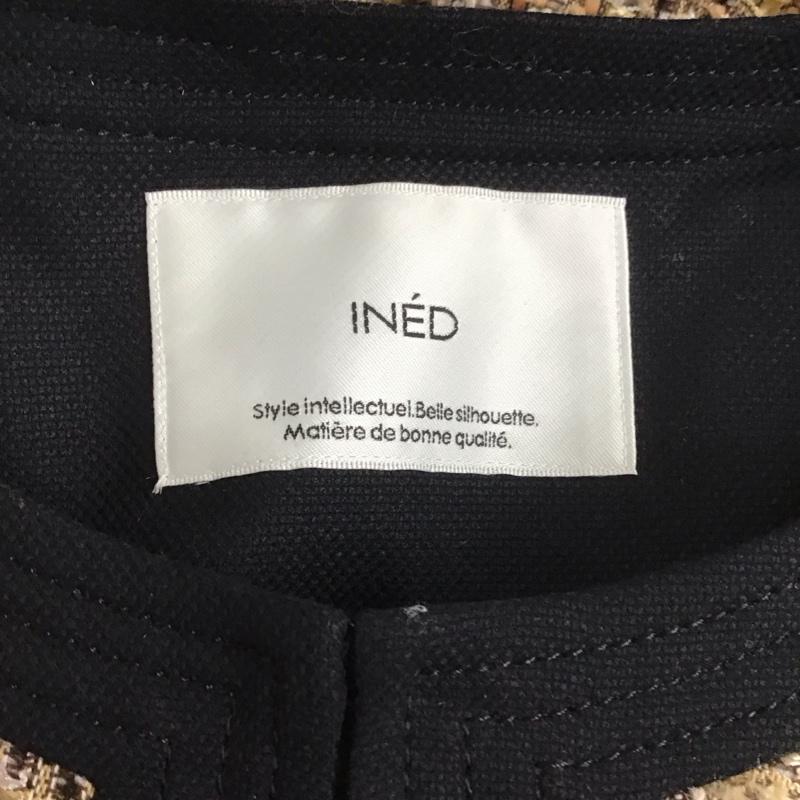 INÉD
Style intellectuel.Belle silhouette.
Matière de bonne qualité.